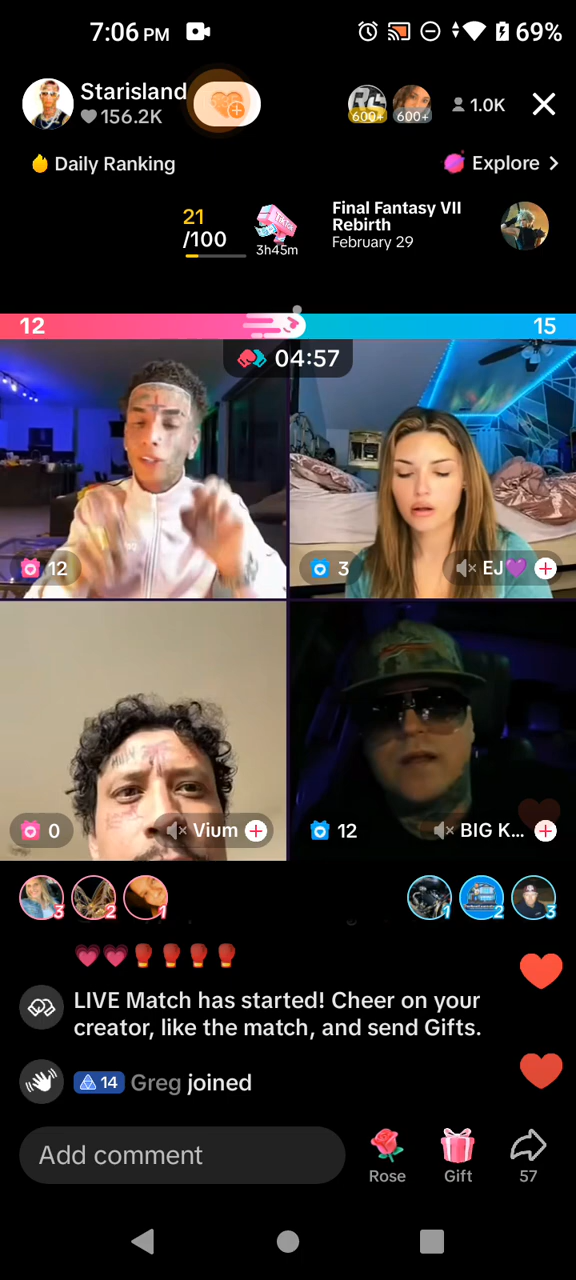 7:06 PM
69%
Starisland
156.2K
600+
600+
1.0K
Daily Ranking
Explore >
21
/100
TikTok
3h45m
Final Fantasy VII
Rebirth
February 29
12
15
04:57
12
3
EJ💜
0
Vium
12
BIG K...
3
2
1
1
2
3
💗💗🥊🥊🥊🥊
LIVE Match has started! Cheer on your
creator, like the match, and send Gifts.
14 Greg joined
Add comment
Rose
Gift
57